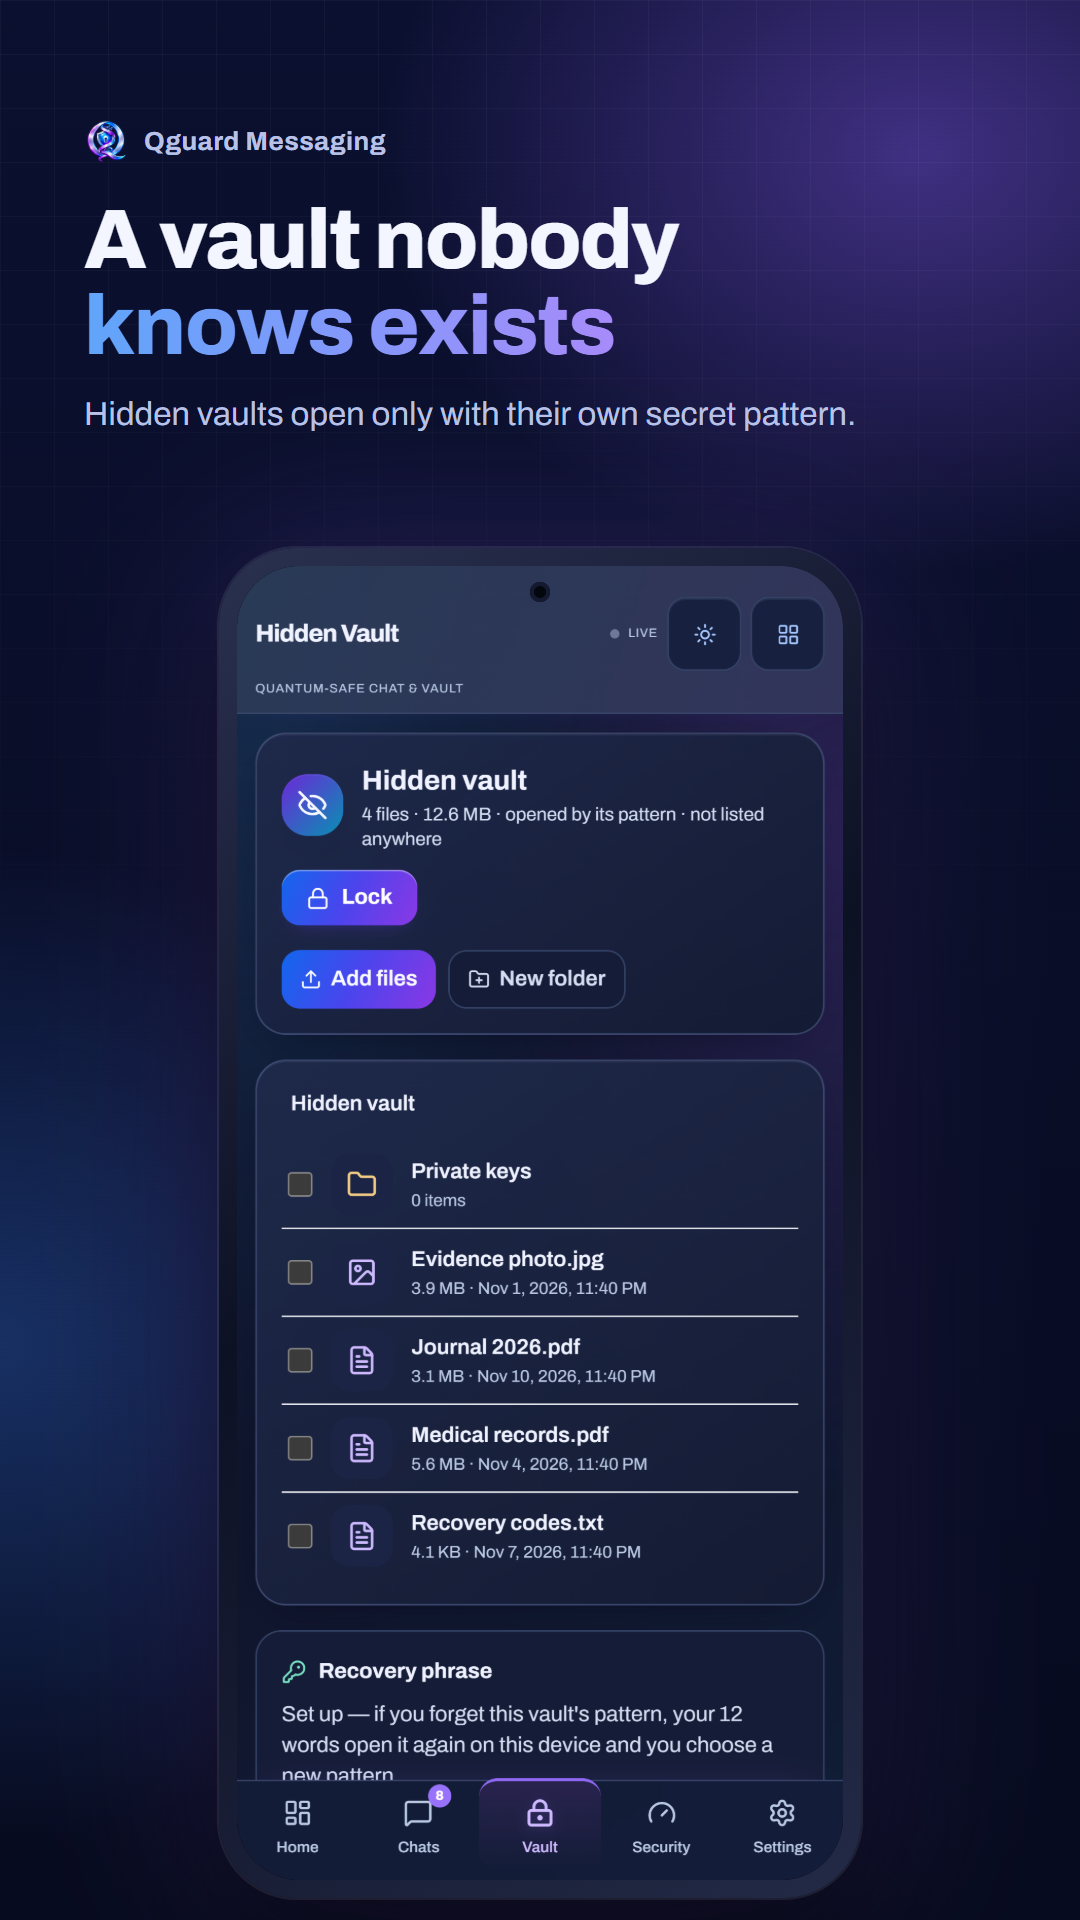 Qguard Messaging
A vault nobody
knows exists
Hidden vaults open only with their own secret pattern.
Hidden Vault
LIVE
QUANTUM-SAFE CHAT & VAULT
Hidden vault
4 files · 12.6 MB · opened by its pattern · not listed
anywhere
Lock
Add files
New folder
Hidden vault
Private keys
0 items
Evidence photo.jpg
3.9 MB · Nov 1, 2026, 11:40 PM
Journal 2026.pdf
3.1 MB · Nov 10, 2026, 11:40 PM
Medical records.pdf
5.6 MB · Nov 4, 2026, 11:40 PM
Recovery codes.txt
4.1 KB · Nov 7, 2026, 11:40 PM
Recovery phrase
Set up — if you forget this vault's pattern, your 12
words open it again on this device and you choose a
new pattern
8
Home
Chats
Vault
Security
Settings